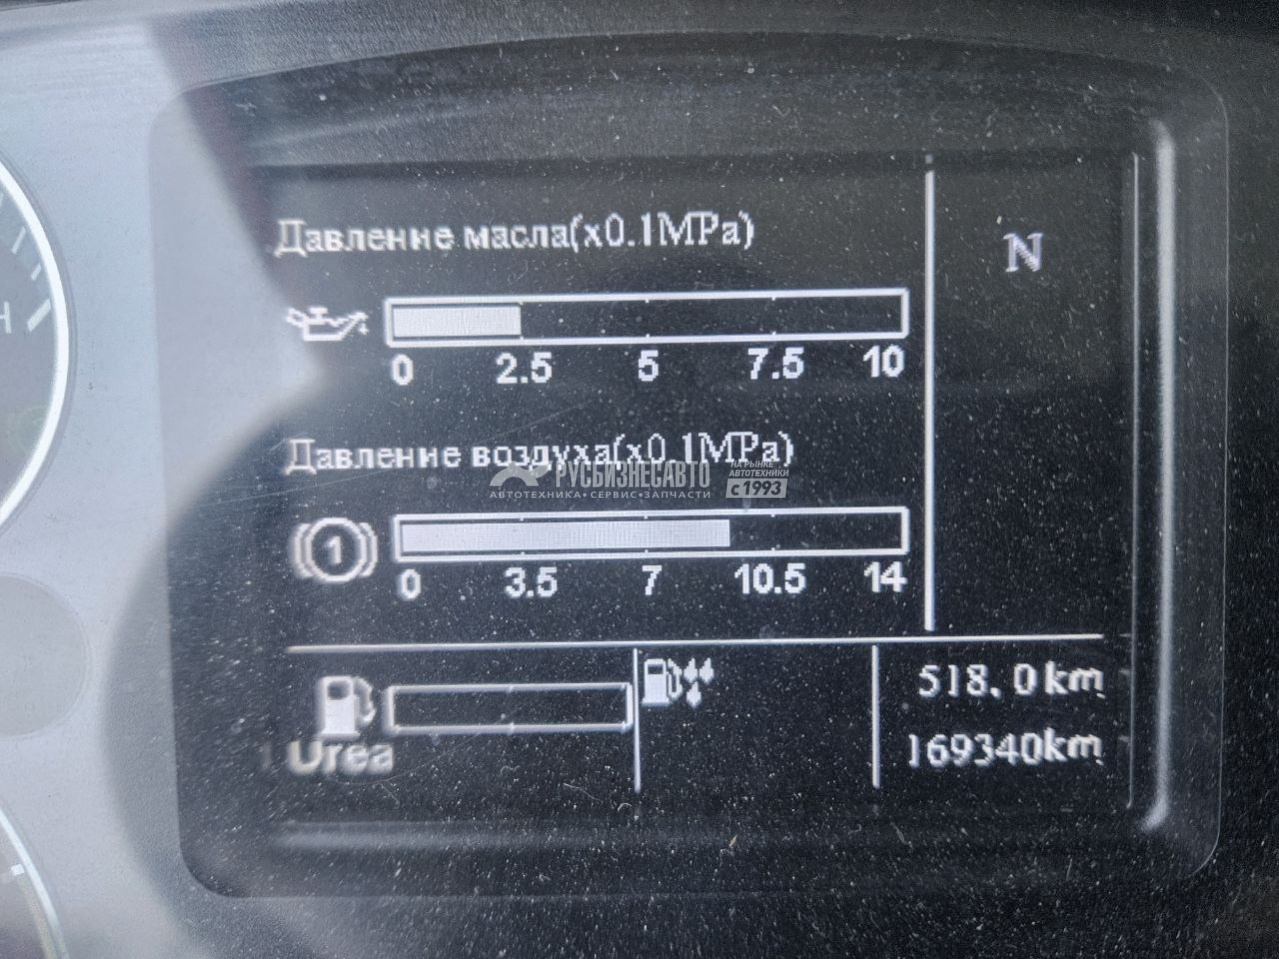 Давление масла(x0.1MPa)
N
0 2.5 5 7.5 10
Давление воздуха(x0.1MPa)
РУСБИЗНЕСАВТО
АВТОТЕХНИКА•СЕРВИС•ЗАПЧАСТИ
НА РЫНКЕ
АВТОТЕХНИКИ
с 1993
1
0 3.5 7 10.5 14
518.0km
Urea
169340km
H